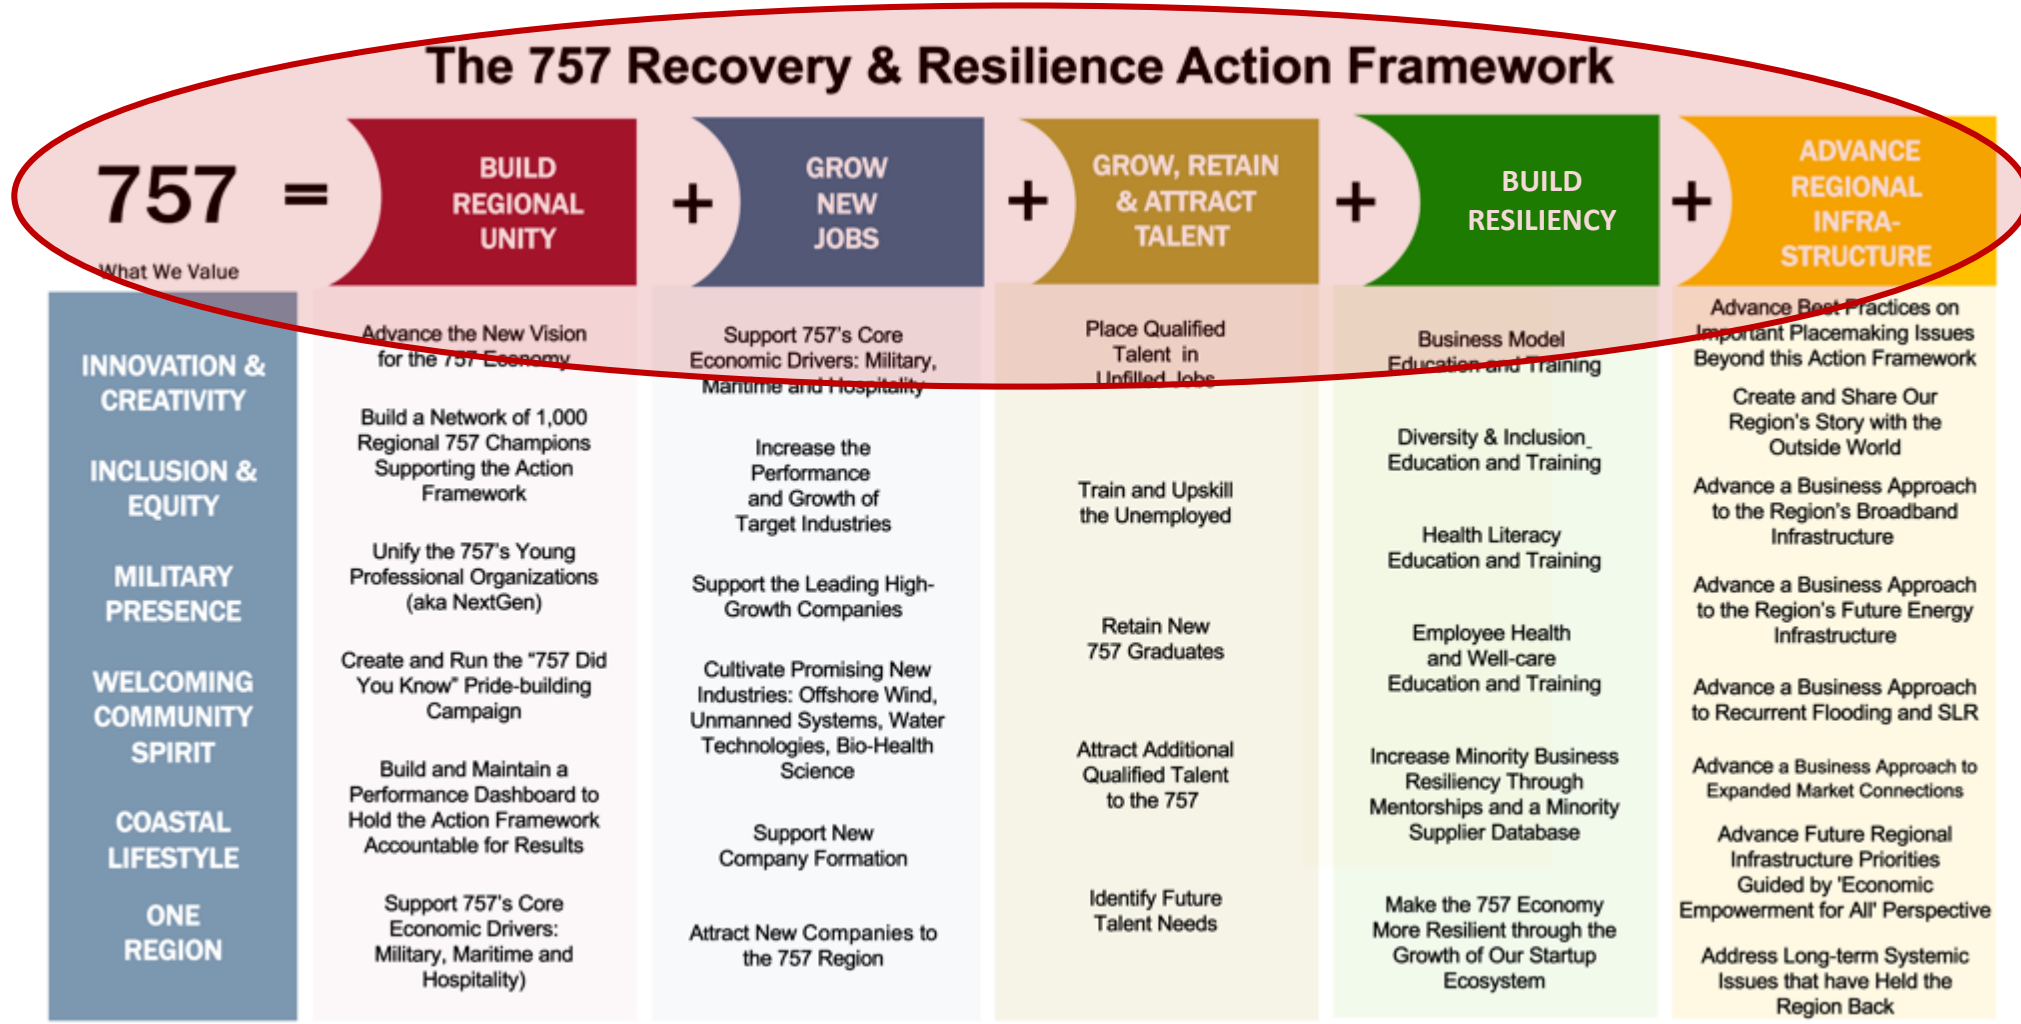 The 757 Recovery & Resilience Action Framework
757
=
BUILD
REGIONAL
UNITY
+
GROW
NEW
JOBS
+
GROW, RETAIN
& ATTRACT
TALENT
+
BUILD
RESILIENCY
+
ADVANCE
REGIONAL
INFRA-
STRUCTURE
What We Value
INNOVATION &
CREATIVITY
INCLUSION &
EQUITY
MILITARY
PRESENCE
WELCOMING
COMMUNITY
SPIRIT
COASTAL
LIFESTYLE
ONE
REGION
Advance the New Vision
for the 757 Economy
Build a Network of 1,000
Regional 757 Champions
Supporting the Action
Framework
Unify the 757's Young
Professional Organizations
(aka NextGen)
Create and Run the "757 Did
You Know" Pride-building
Campaign
Build and Maintain a
Performance Dashboard to
Hold the Action Framework
Accountable for Results
Support 757's Core
Economic Drivers:
Military, Maritime and
Hospitality)
Support 757's Core
Economic Drivers: Military,
Maritime and Hospitality
Increase the
Performance
and Growth of
Target Industries
Support the Leading High-
Growth Companies
Cultivate Promising New
Industries: Offshore Wind,
Unmanned Systems, Water
Technologies, Bio-Health
Science
Support New
Company Formation
Attract New Companies to
the 757 Region
Place Qualified
Talent in
Unfilled Jobs
Train and Upskill
the Unemployed
Retain New
757 Graduates
Attract Additional
Qualified Talent
to the 757
Identify Future
Talent Needs
Business Model
Education and Training
Diversity & Inclusion
Education and Training
Health Literacy
Education and Training
Employee Health
and Well-care
Education and Training
Increase Minority Business
Resiliency Through
Mentorships and a Minority
Supplier Database
Make the 757 Economy
More Resilient through the
Growth of Our Startup
Ecosystem
Advance Best Practices on
Important Placemaking Issues
Beyond this Action Framework
Create and Share Our
Region's Story with the
Outside World
Advance a Business Approach
to the Region's Broadband
Infrastructure
Advance a Business Approach
to the Region's Future Energy
Infrastructure
Advance a Business Approach
to Recurrent Flooding and SLR
Advance a Business Approach to
Expanded Market Connections
Advance Future Regional
Infrastructure Priorities
Guided by 'Economic
Empowerment for All' Perspective
Address Long-term Systemic
Issues that have Held the
Region Back